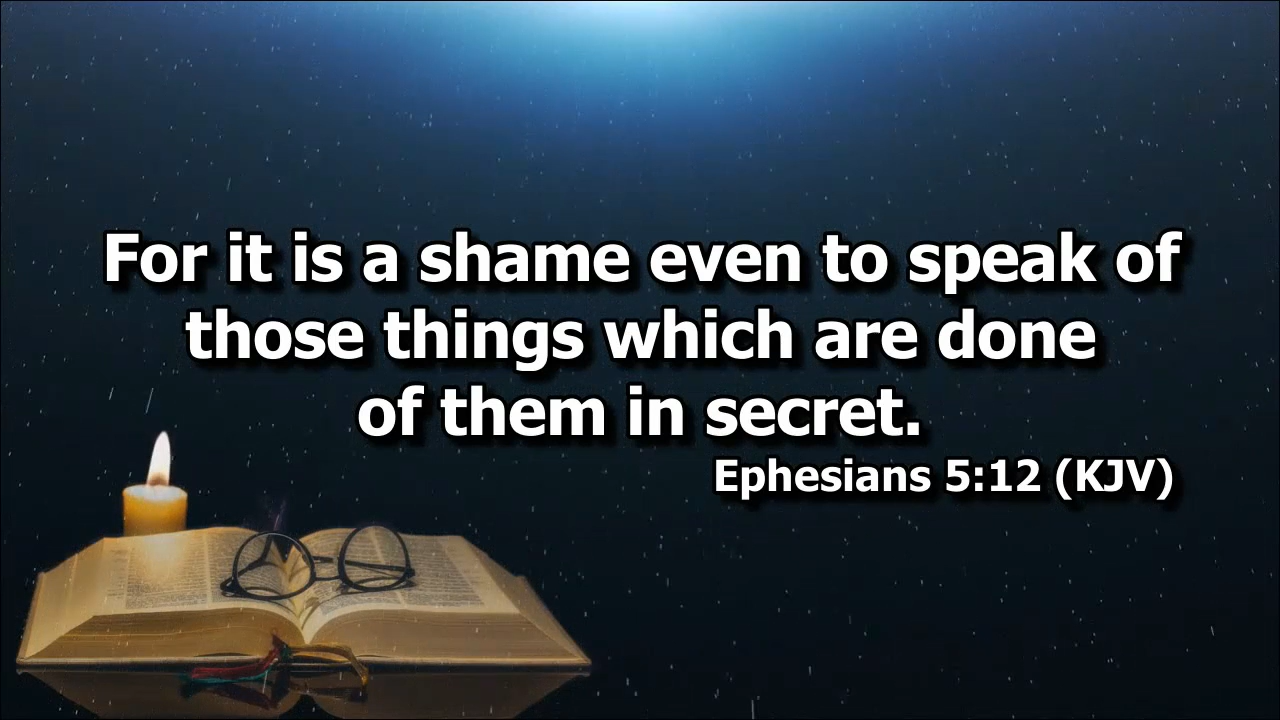 For it is a shame even to speak of
those things which are done
of them in secret.
Ephesians 5:12 (KJV)